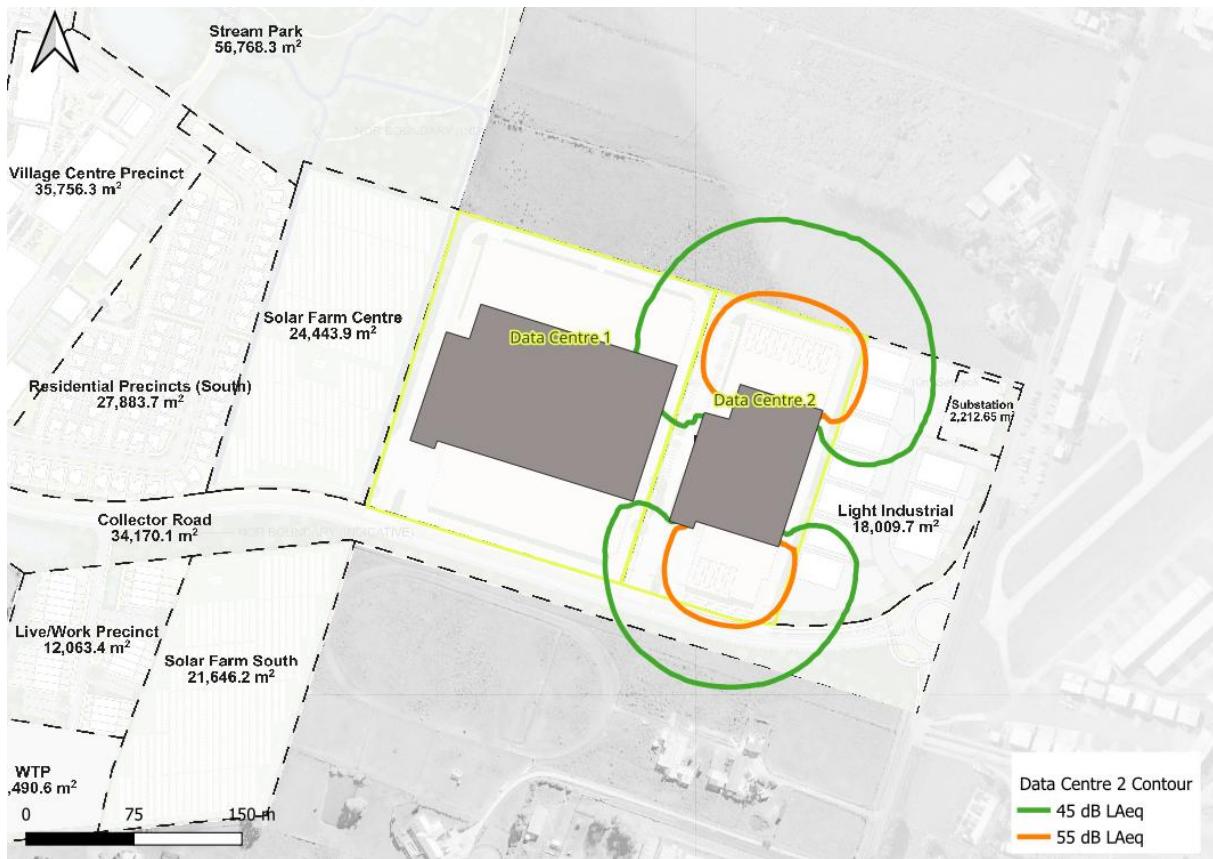 Stream Park
56,768.3 m²
Village Centre Precinct
35,756.3 m²
Solar Farm Centre
24,443.9 m²
Data Centre 1
Data Centre 2
Residential Precincts (South)
27,883.7 m²
Substation
2,212.65 m²
Light Industrial
18,009.7 m²
Collector Road
34,170.1 m²
NOR BOUNDARY (INDICATIVE)
Live/Work Precinct
12,063.4 m²
Solar Farm South
21,646.2 m²
WTP
,490.6 m²
0 75 150 m
Data Centre 2 Contour
45 dB LAeq
55 dB LAeq